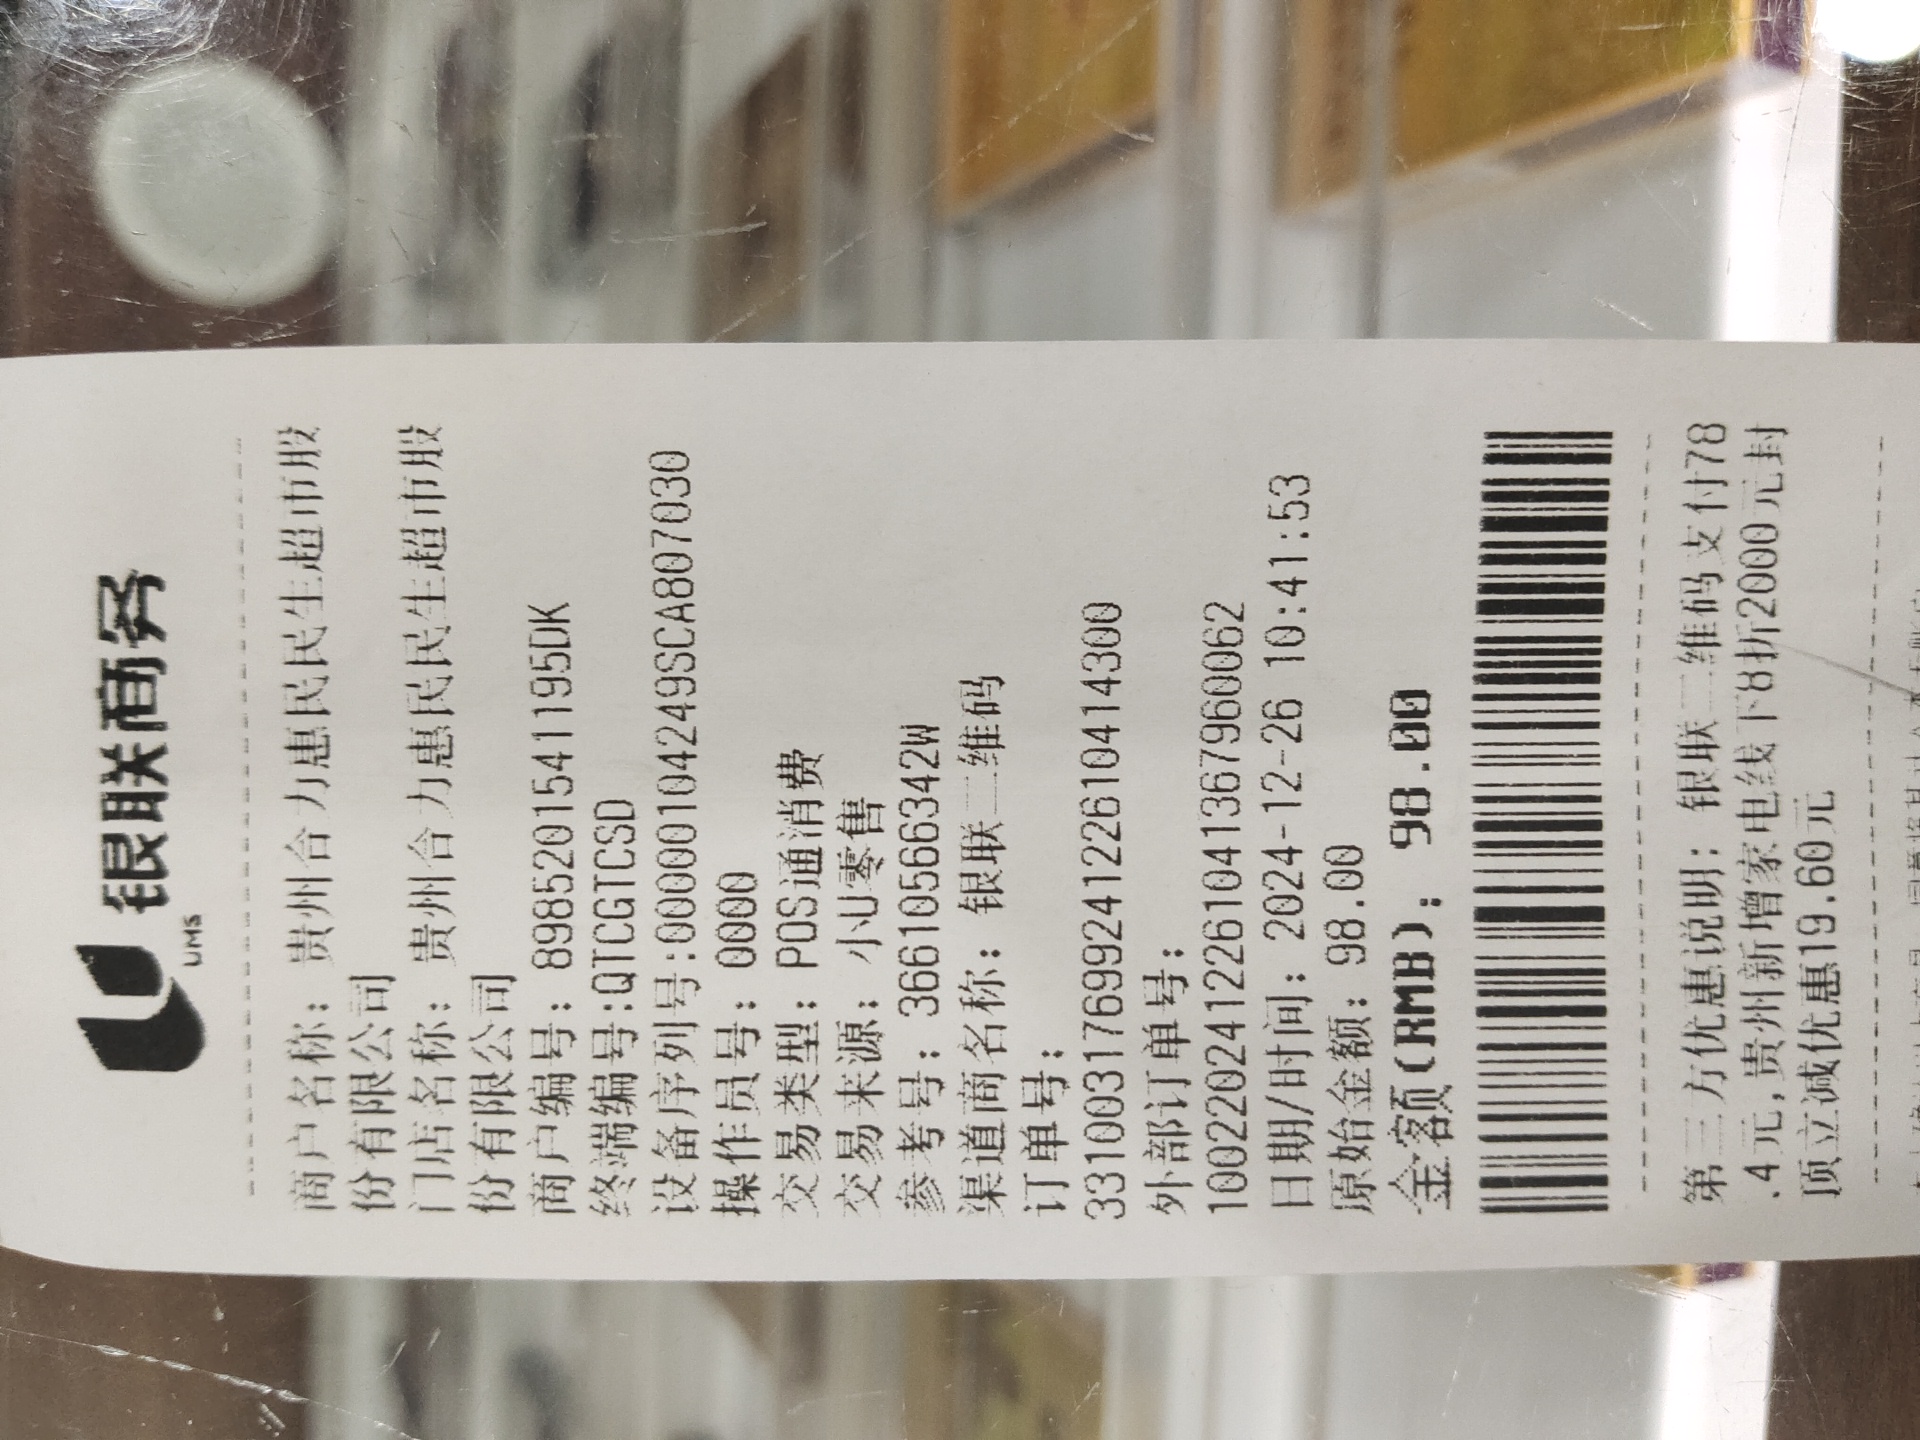 银联商务
UMS
商户名称: 贵州合力惠民民生超市股
份有限公司
门店名称: 贵州合力惠民民生超市股
份有限公司
商户编号: 8985201541195DK
终端编号:QTCGTCSD
设备序列号:00000104249SCA807030
操作员号: 0000
交易类型: POS通消费
交易来源: 小U零售
参考号: 36610566342W
渠道商名称: 银联二维码
订单号:
33100317699241226104144300
外部订单号:
10022024122610413679600​62
日期/时间: 2024-12-26 10:41:53
原始金额: 98.00
金额(RMB): 98.00
第三方优惠说明: 银联二维码支付78
.4元,贵州新增家电线下8折2000元封
顶立减优惠19.60元